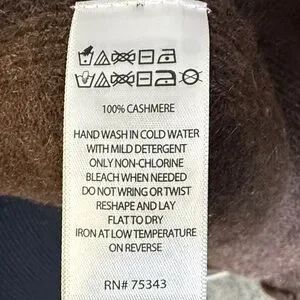 100% CASHMERE
HAND WASH IN COLD WATER
WITH MILD DETERGENT
ONLY NON-CHLORINE
BLEACH WHEN NEEDED
DO NOT WRING OR TWIST
RESHAPE AND LAY
FLAT TO DRY
IRON AT LOW TEMPERATURE
ON REVERSE
RN# 75343